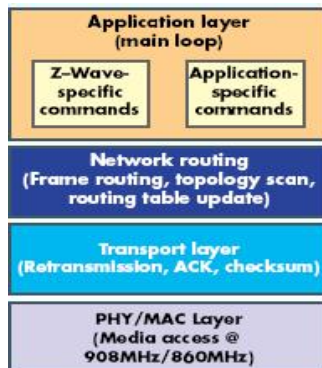 Application layer
(main loop)
Z–Wave-
specific
commands
Application-
specific
commands
Network routing
(Frame routing, topology scan,
routing table update)
Transport layer
(Retransmission, ACK, checksum)
PHY/MAC Layer
(Media access @
908MHz/860MHz)